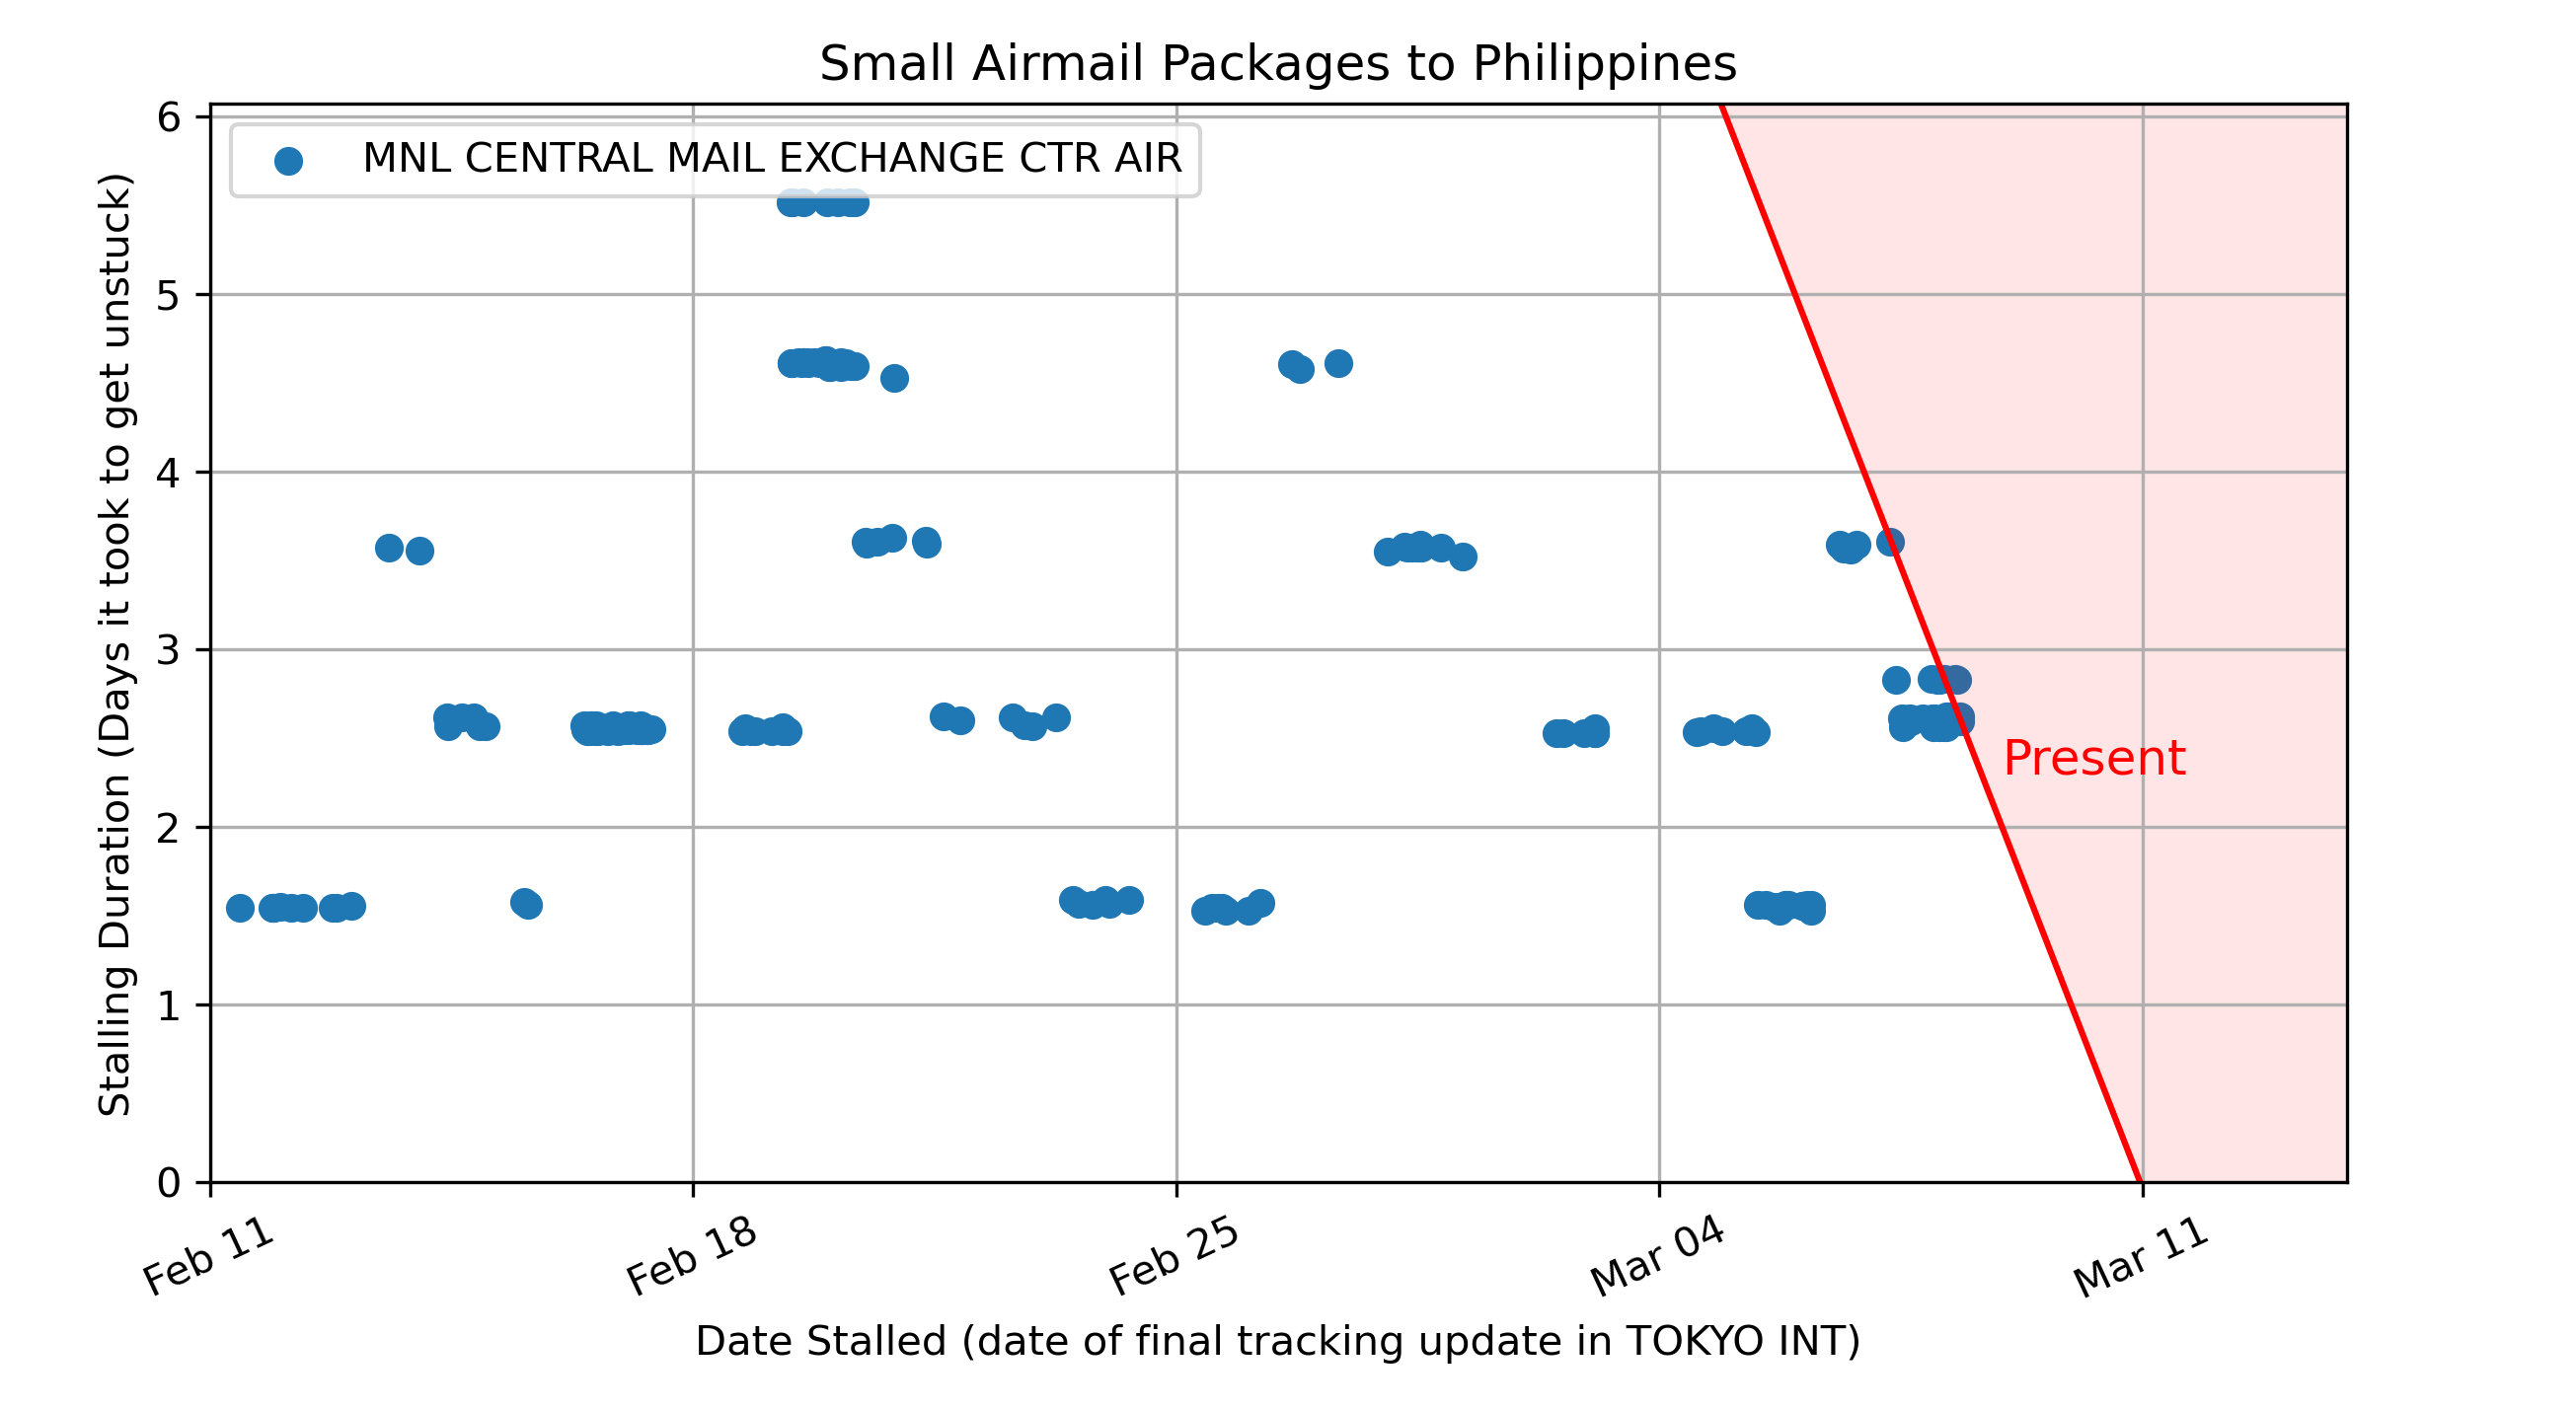 Small Airmail Packages to Philippines
MNL CENTRAL MAIL EXCHANGE CTR AIR
Stalling Duration (Days it took to get unstuck)
6
5
4
3
2
1
0
Present
Feb 11
Feb 18
Feb 25
Mar 04
Mar 11
Date Stalled (date of final tracking update in TOKYO INT)